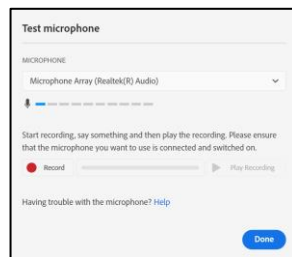 Test microphone
MICROPHONE
Microphone Array (Realtek(R) Audio)
Start recording, say something and then play the recording. Please ensure
that the microphone you want to use is connected and switched on.
Record Play Recording
Having trouble with the microphone? Help
Done